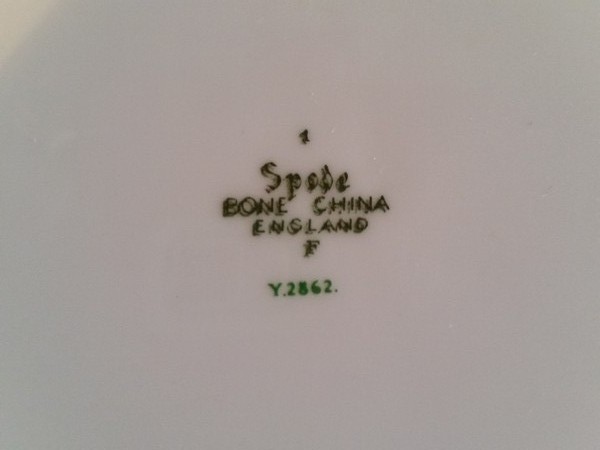 1
Spode
BONE CHINA
ENGLAND
F
Y.2862.